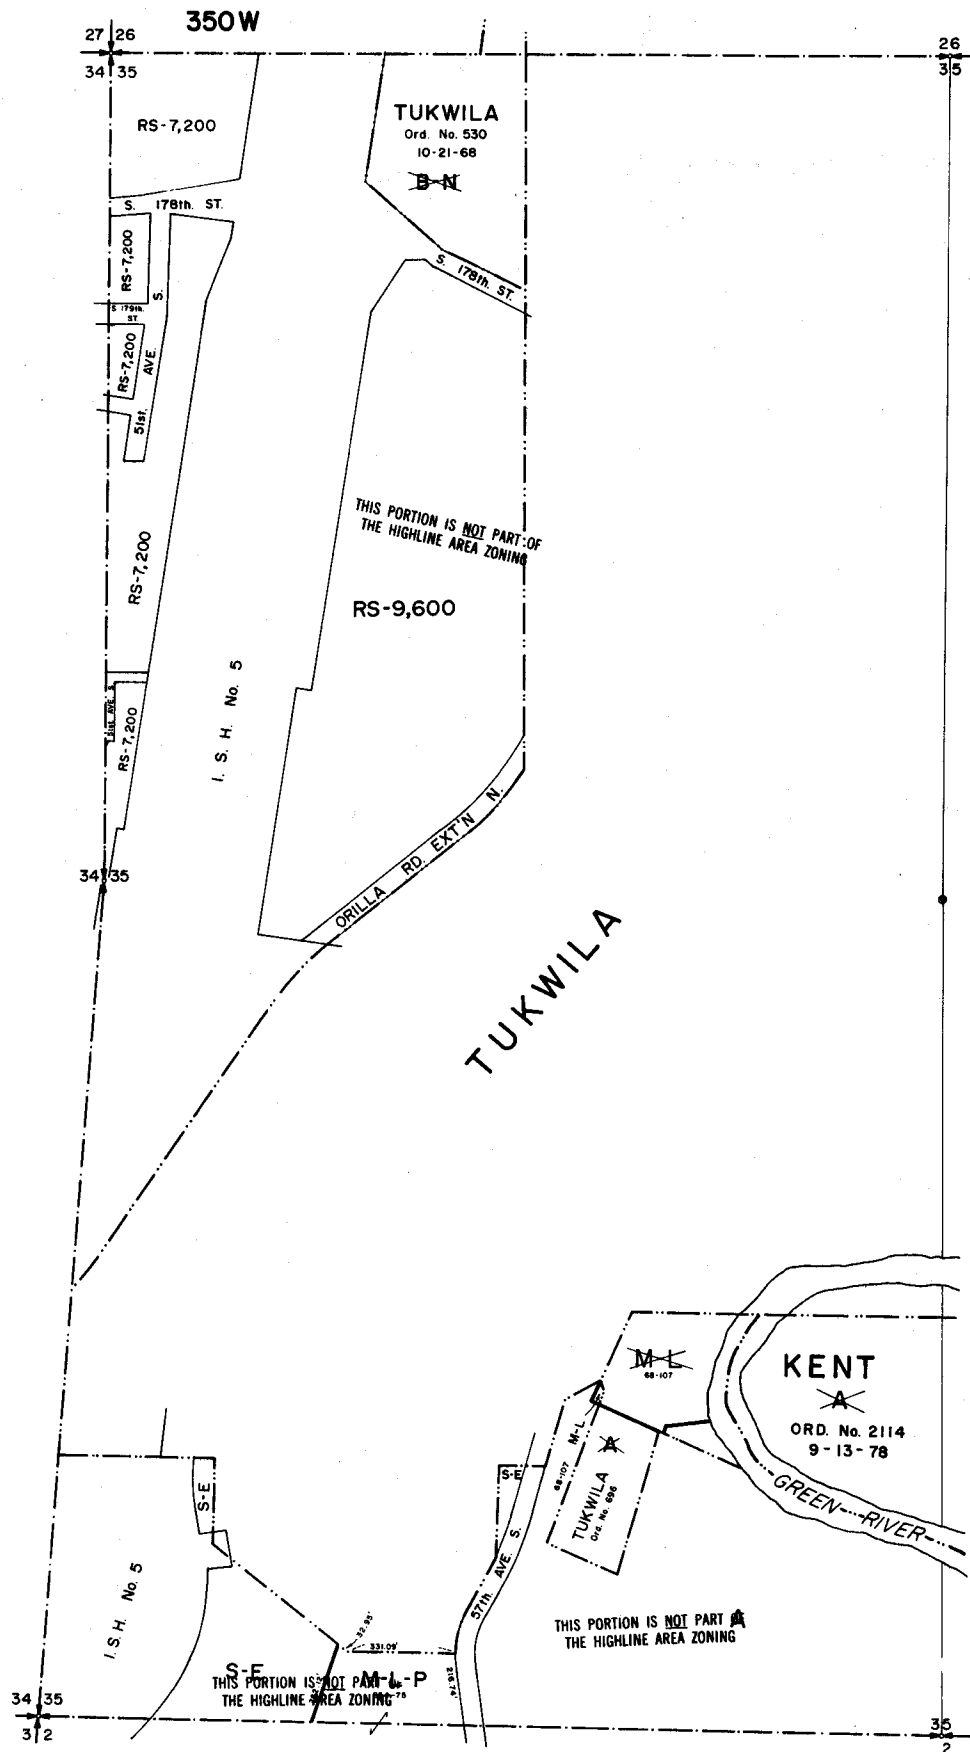 350W
27 26
34 35
26
35
RS-7,200
TUKWILA
Ord. No. 530
10-21-68
B-N
S. 178th. ST.
S. 178th. ST.
RS-7,200
S 179th.
ST.
RS-7,200
51st. AVE. S.
THIS PORTION IS NOT PART OF
THE HIGHLINE AREA ZONING
RS-7,200
RS-9,600
51st. AVE. S.
RS-7,200
I. S. H. No. 5
ORILLA RD. EXT'N N.
34 35
TUKWILA
M-L
68-107
KENT
A
ORD. No. 2114
9-13-78
GREEN RIVER
M-L
68-107
A
TUKWILA
Ord. No. 696
S-E
S-E
57th. AVE. S.
I. S. H. No. 5
THIS PORTION IS NOT PART
THE HIGHLINE AREA ZONING
32.95'
331.09'
216.74'
S-E
M-L-P
THIS PORTION IS NOT PART OF
THE HIGHLINE AREA ZONING
34 35
3 2
35
2